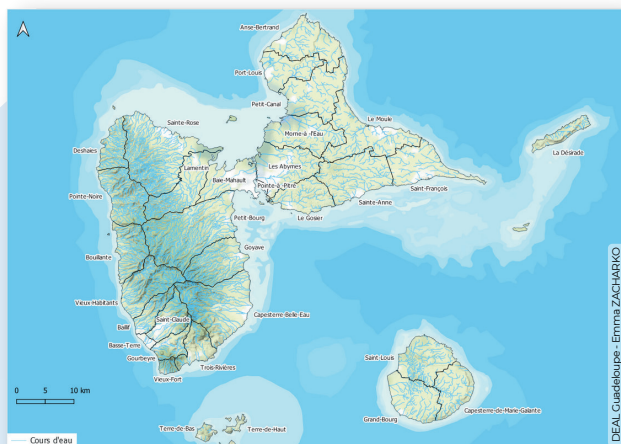 Anse-Bertrand
Port-Louis
Petit-Canal
Sainte-Rose
Morne-à -l'Eau
Le Moule
Deshaies
La Désirade
Lamentin
Les Abymes
Baie-Mahault
Pointe-à -Pitre
Saint-François
Pointe-Noire
Sainte-Anne
Le Gosier
Petit-Bourg
Goyave
Bouillante
Vieux-Habitants
Saint-Claude
Capesterre-Belle-Eau
Baillif
Basse-Terre
Gourbeyre
Trois-Rivières
Vieux-Fort
Saint-Louis
Grand-Bourg
Capesterre-de-Marie-Galante
Terre-de-Bas
Terre-de-Haut
0 5 10 km
Cours d'eau
DEAL Guadeloupe - Emma ZACHARKO